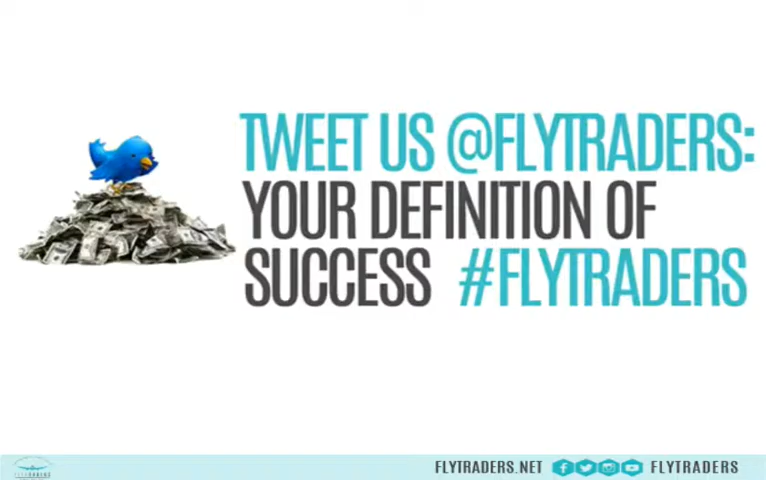 TWEET US @FLYTRADERS:
YOUR DEFINITION OF
SUCCESS #FLYTRADERS
FLYTRADERS.NET FLYTRADERS